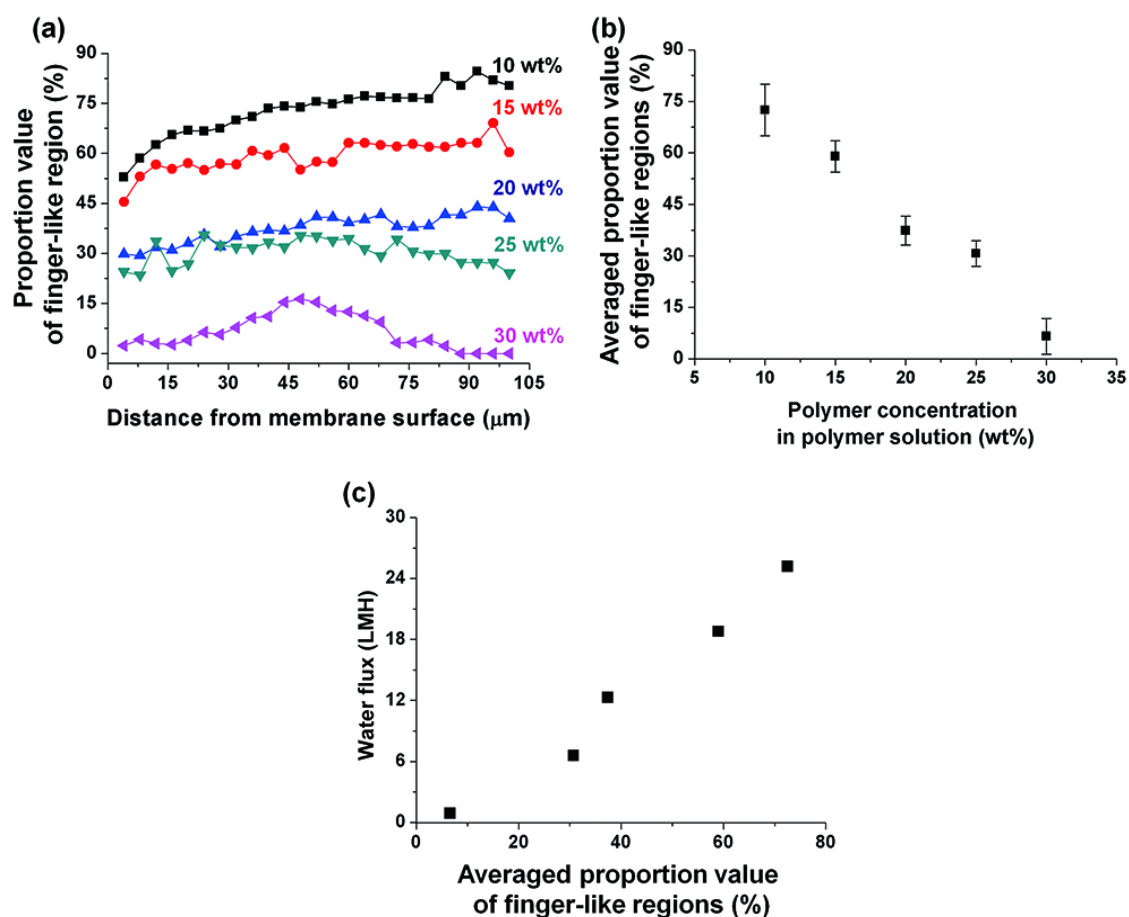 (a)
Proportion value
of finger-like region (%)
90
75
60
45
30
15
0
10 wt%
15 wt%
20 wt%
25 wt%
30 wt%
0 15 30 45 60 75 90 105
Distance from membrane surface (μm)
(b)
Averaged proportion value
of finger-like regions (%)
90
75
60
45
30
15
0
5 10 15 20 25 30 35
Polymer concentration
in polymer solution (wt%)
(c)
Water flux (LMH)
30
24
18
12
6
0
0 20 40 60 80
Averaged proportion value
of finger-like regions (%)